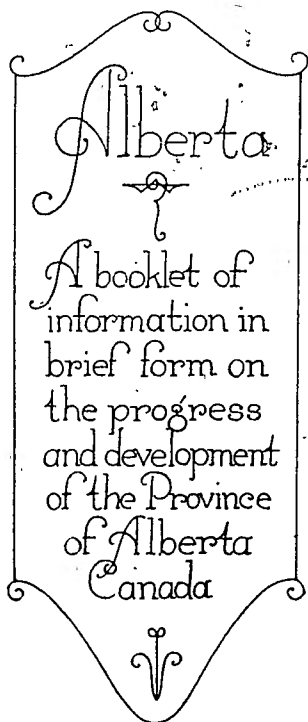 Alberta
A booklet of
information in
brief form on
the progress
and development
of the Province
of Alberta
Canada